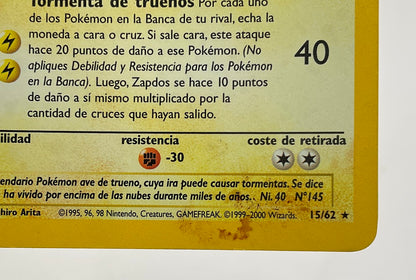 Tormenta de truenos Por cada uno
de los Pokémon en la Banca de tu rival, echa la
moneda a cara o cruz. Si sale cara, este ataque
hace 20 puntos de daño a ese Pokémon. (No
apliques Debilidad y Resistencia para los Pokémon
en la Banca). Luego, Zapdos se hace 10 puntos
de daño a sí mismo multiplicado por la
cantidad de cruces que hayan salido.
40
ilidad resistencia coste de retirada
-30
endario Pokémon ave de trueno, cuya ira puede causar tormentas. Se dice
ha vivido por encima de las nubes durante miles de años. Ni. 40 N°145
hiro Arita ©1995, 96, 98 Nintendo, Creatures, GAMEFREAK. ©1999-2000 Wizards. 15/62 ★